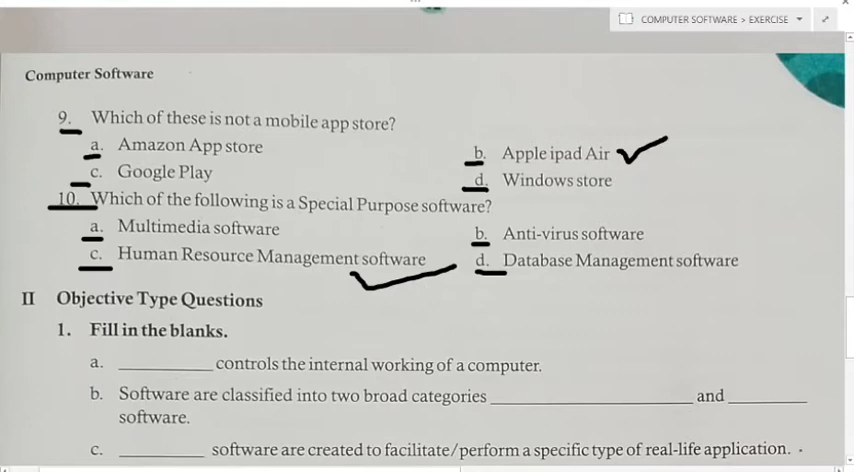 COMPUTER SOFTWARE > EXERCISE
Computer Software
9. Which of these is not a mobile app store?
a. Amazon App store
b. Apple ipad Air
c. Google Play
d. Windows store
10. Which of the following is a Special Purpose software?
a. Multimedia software
b. Anti-virus software
c. Human Resource Management software
d. Database Management software
II Objective Type Questions
1. Fill in the blanks.
a. __________ controls the internal working of a computer.
b. Software are classified into two broad categories ______________________ and ________
software.
c. _________ software are created to facilitate/perform a specific type of real-life application.